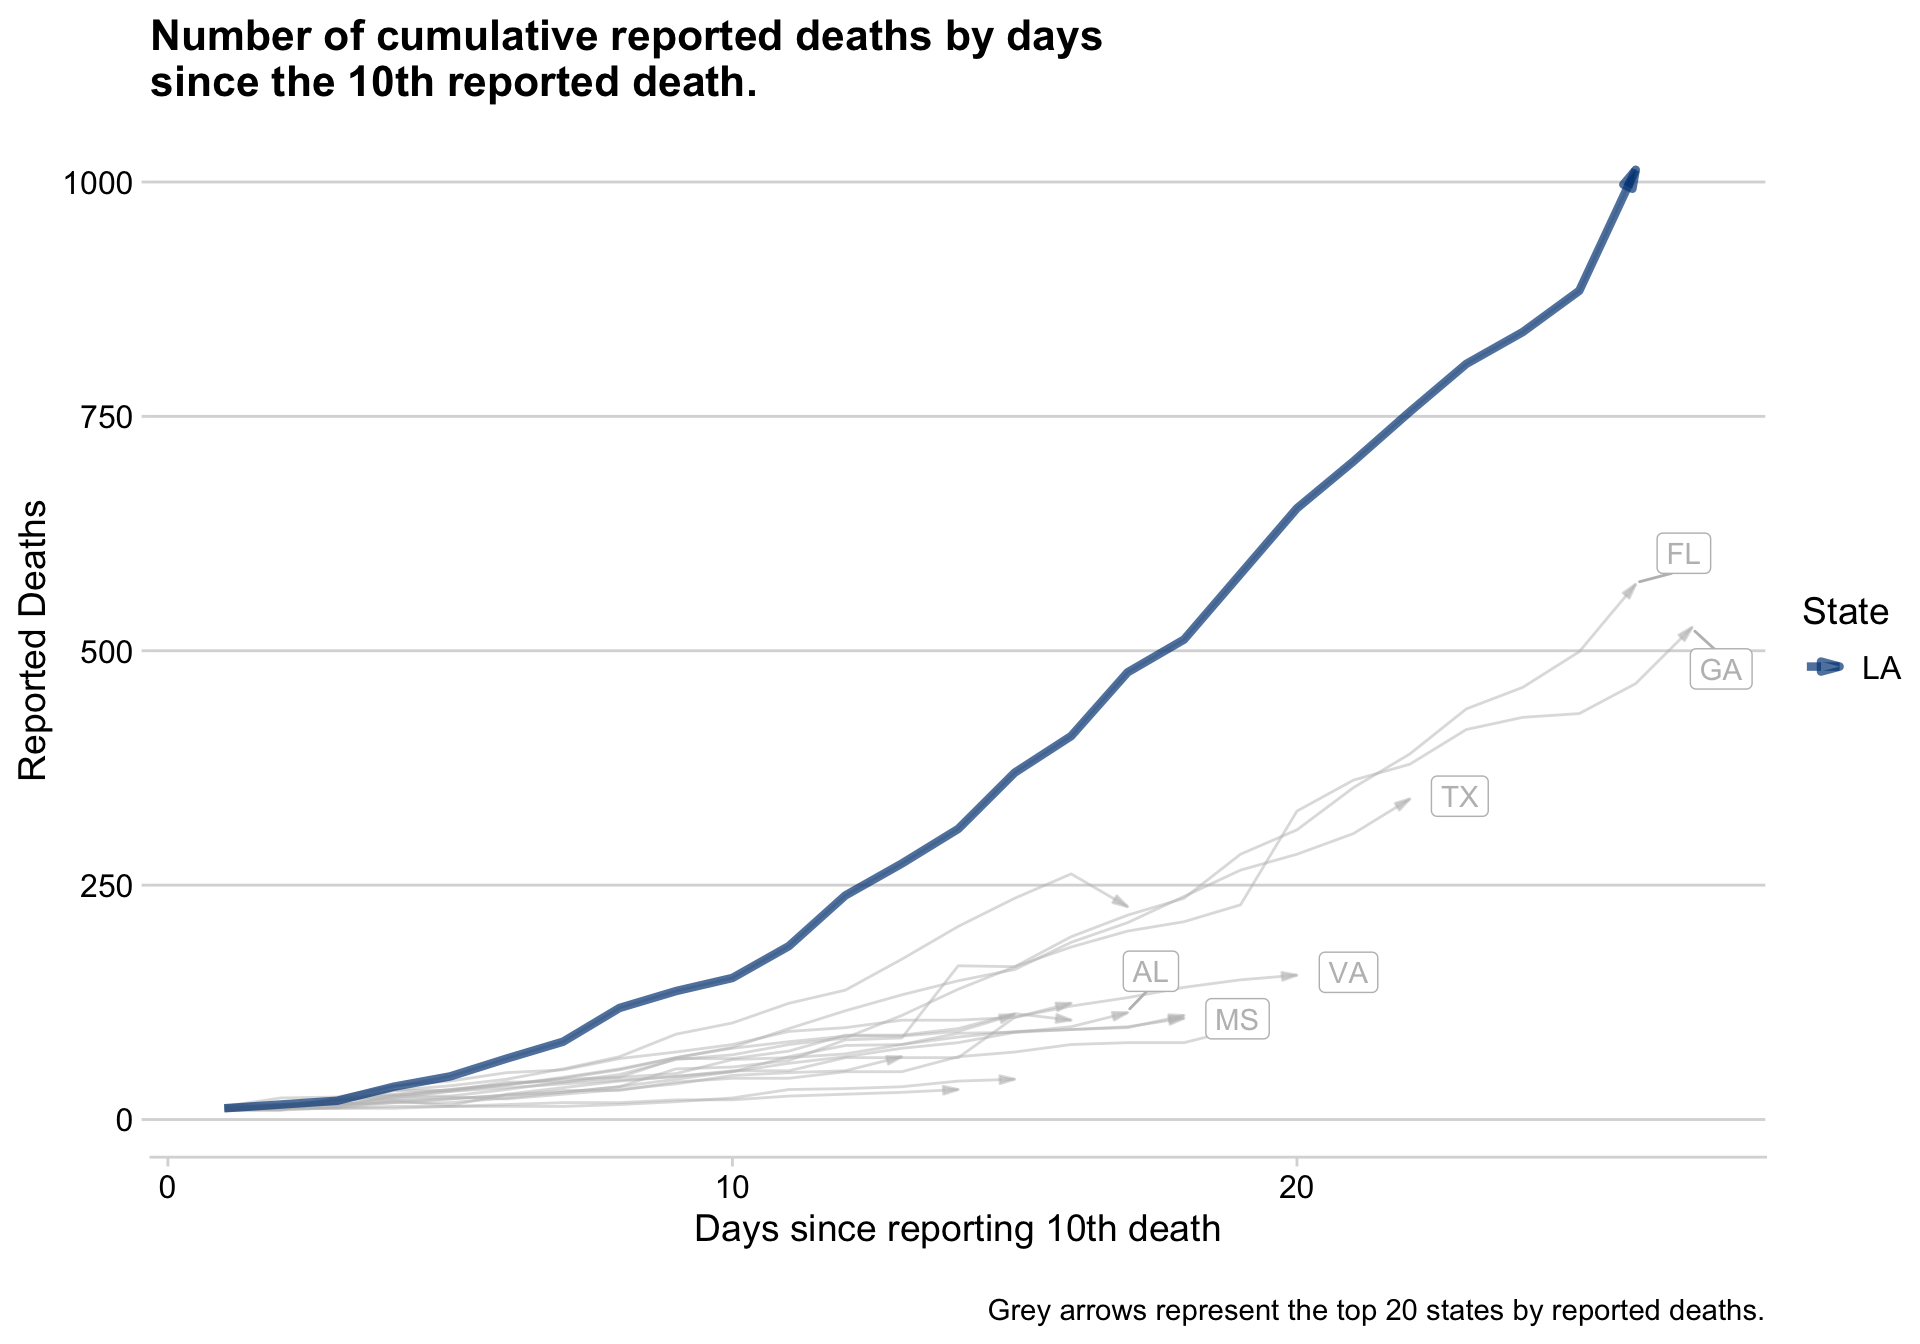 Number of cumulative reported deaths by days
since the 10th reported death.
1000
750
500
250
0
Reported Deaths
FL
GA
TX
AL
VA
MS
State
LA
0
10
20
Days since reporting 10th death
Grey arrows represent the top 20 states by reported deaths.